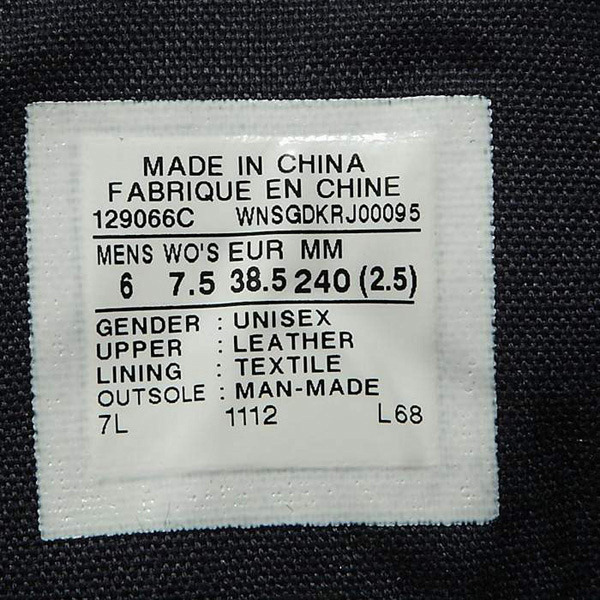 MADE IN CHINA
FABRIQUE EN CHINE
129066C WNSGDKRJ00095
MENS WO'S EUR MM
6 7.5 38.5 240 (2.5)
GENDER : UNISEX
UPPER : LEATHER
LINING : TEXTILE
OUTSOLE : MAN-MADE
7L 1112 L68